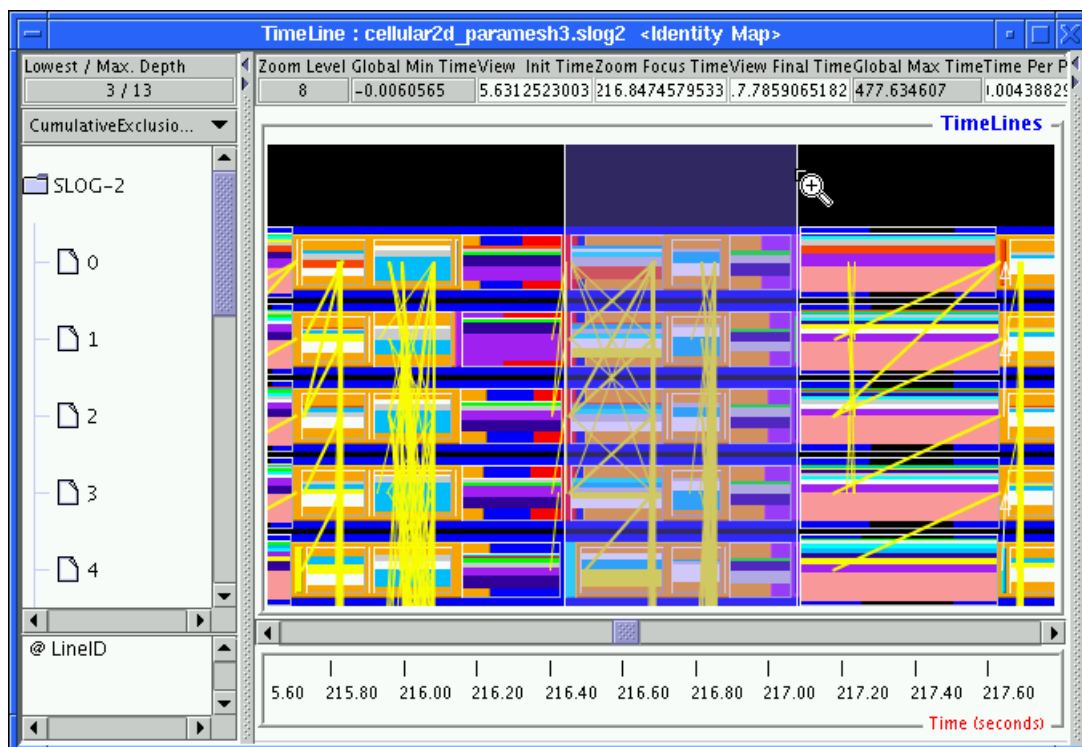 TimeLine : cellular2d_paramesh3.slog2 <Identity Map>
Lowest / Max. Depth
3 / 13
CumulativeExclusio...
Zoom Level Global Min Time View Init Time Zoom Focus Time View Final Time Global Max Time Time Per P
8 -0.0060565 5.6312523003 216.8474579533 .7.7859065182 477.634607 ).00438829
TimeLines
SLOG-2
0
1
2
3
4
@ LineID
5.60 215.80 216.00 216.20 216.40 216.60 216.80 217.00 217.20 217.40 217.60
Time (seconds)